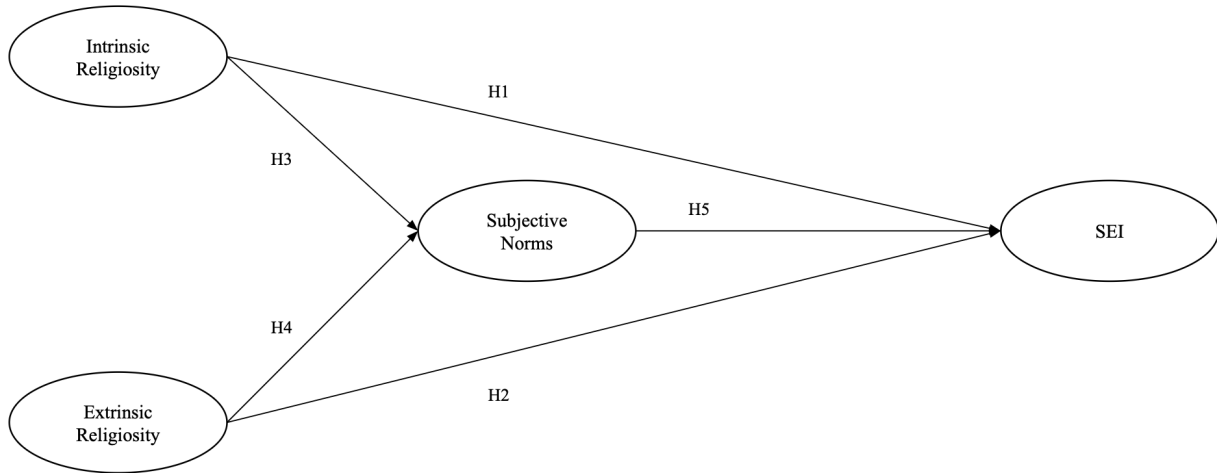 Intrinsic
Religiosity
H1
H3
Subjective
Norms
H5
SEI
H4
H2
Extrinsic
Religiosity